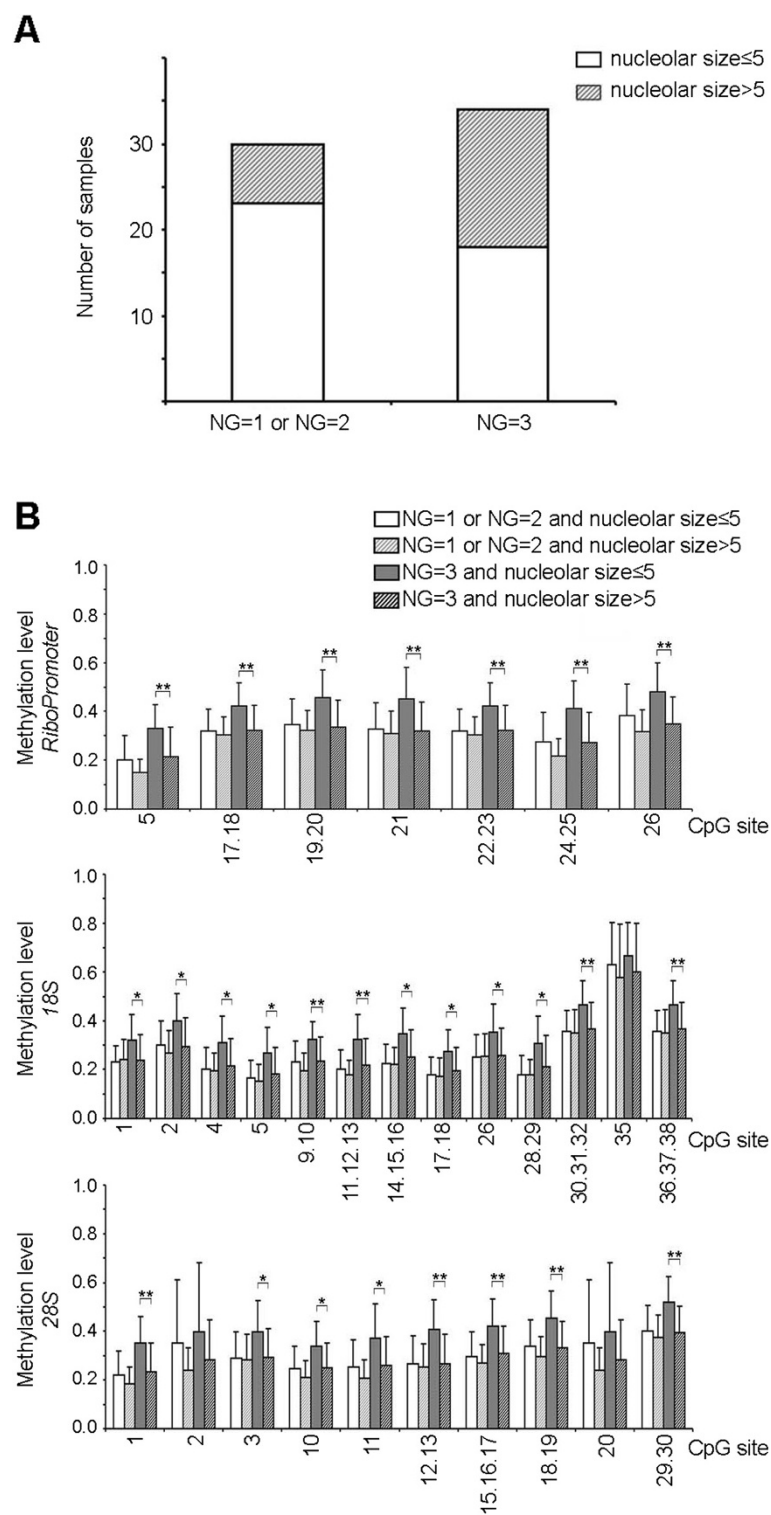 A
nucleolar size≤5
nucleolar size>5
Number of samples
30
20
10
NG=1 or NG=2
NG=3
B
NG=1 or NG=2 and nucleolar size≤5
NG=1 or NG=2 and nucleolar size>5
NG=3 and nucleolar size≤5
NG=3 and nucleolar size>5
Methylation level
RiboPromoter
1.0
0.8
0.6
0.4
0.2
0.0
** ** ** ** ** ** **
5 17.18 19.20 21 22.23 24.25 26 CpG site
Methylation level
18S
1.0
0.8
0.6
0.4
0.2
0.0
* * * * ** ** * * * * ** **
1 2 4 5 9.10 11.12.13 14.15.16 17.18 26 28.29 30.31.32 35 36.37.38 CpG site
Methylation level
28S
1.0
0.8
0.6
0.4
0.2
0.0
** * * * ** ** ** **
1 2 3 10 11 12.13 15.16.17 18.19 20 29.30 CpG site